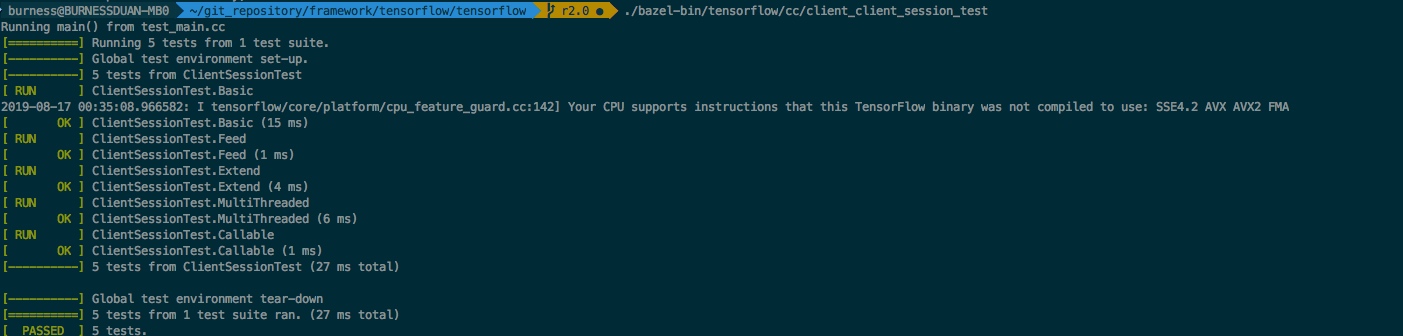 burness@BURNESSDUAN-MB0 ~/git_repository/framework/tensorflow/tensorflow r2.0 ● ./bazel-bin/tensorflow/cc/client_client_session_test
Running main() from test_main.cc
[==========] Running 5 tests from 1 test suite.
[----------] Global test environment set-up.
[----------] 5 tests from ClientSessionTest
[ RUN      ] ClientSessionTest.Basic
2019-08-17 00:35:08.966582: I tensorflow/core/platform/cpu_feature_guard.cc:142] Your CPU supports instructions that this TensorFlow binary was not compiled to use: SSE4.2 AVX AVX2 FMA
[       OK ] ClientSessionTest.Basic (15 ms)
[ RUN      ] ClientSessionTest.Feed
[       OK ] ClientSessionTest.Feed (1 ms)
[ RUN      ] ClientSessionTest.Extend
[       OK ] ClientSessionTest.Extend (4 ms)
[ RUN      ] ClientSessionTest.MultiThreaded
[       OK ] ClientSessionTest.MultiThreaded (6 ms)
[ RUN      ] ClientSessionTest.Callable
[       OK ] ClientSessionTest.Callable (1 ms)
[----------] 5 tests from ClientSessionTest (27 ms total)
[----------] Global test environment tear-down
[==========] 5 tests from 1 test suite ran. (27 ms total)
[  PASSED  ] 5 tests.